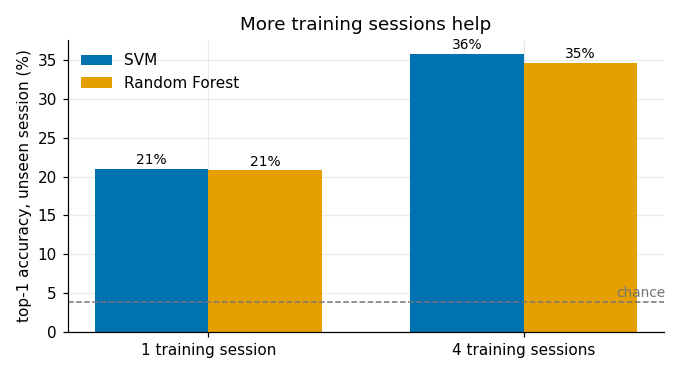 More training sessions help
top-1 accuracy, unseen session (%)
35
30
25
20
15
10
5
0
SVM
Random Forest
21%
21%
36%
35%
chance
1 training session
4 training sessions